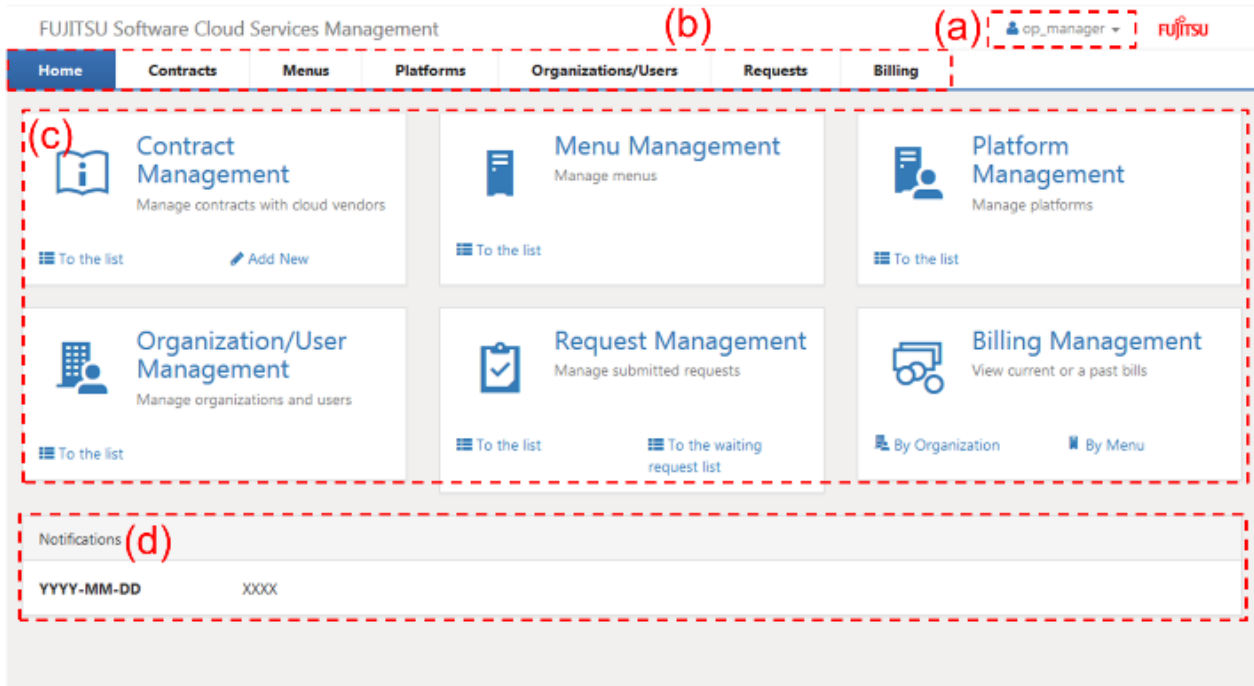 FUJITSU Software Cloud Services Management
(b)
(a)
op_manager
FUJITSU
Home Contracts Menus Platforms Organizations/Users Requests Billing
(c)
Contract
Management
Manage contracts with cloud vendors
To the list Add New
Menu Management
Manage menus
To the list
Platform
Management
Manage platforms
To the list
Organization/User
Management
Manage organizations and users
To the list
Request Management
Manage submitted requests
To the list To the waiting
request list
Billing Management
View current or a past bills
By Organization By Menu
Notifications (d)
YYYY-MM-DD XXXX